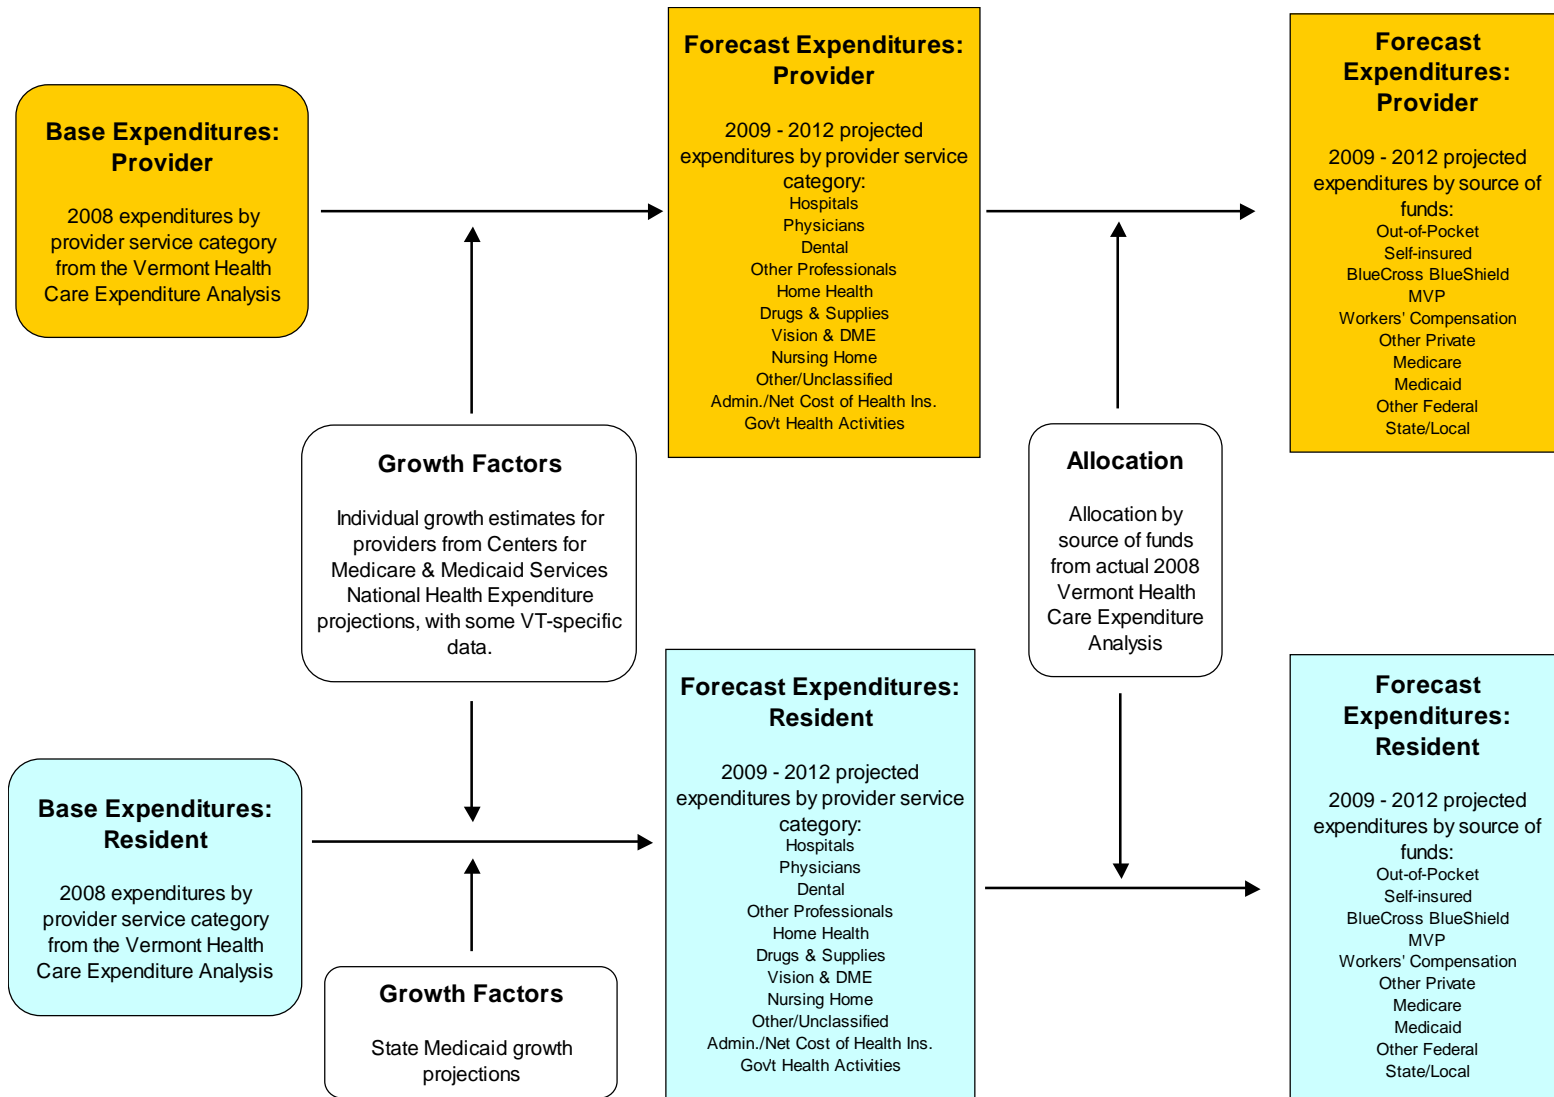 Base Expenditures:
Provider
2008 expenditures by
provider service category
from the Vermont Health
Care Expenditure Analysis
Forecast Expenditures:
Provider
2009 - 2012 projected
expenditures by provider service
category:
Hospitals
Physicians
Dental
Other Professionals
Home Health
Drugs & Supplies
Vision & DME
Nursing Home
Other/Unclassified
Admin./Net Cost of Health Ins.
Gov't Health Activities
Forecast
Expenditures:
Provider
2009 - 2012 projected
expenditures by source of
funds:
Out-of-Pocket
Self-insured
BlueCross BlueShield
MVP
Workers' Compensation
Other Private
Medicare
Medicaid
Other Federal
State/Local
Growth Factors
Individual growth estimates for
providers from Centers for
Medicare & Medicaid Services
National Health Expenditure
projections, with some VT-specific
data.
Allocation
Allocation by
source of funds
from actual 2008
Vermont Health
Care Expenditure
Analysis
Base Expenditures:
Resident
2008 expenditures by
provider service category
from the Vermont Health
Care Expenditure Analysis
Growth Factors
State Medicaid growth
projections
Forecast Expenditures:
Resident
2009 - 2012 projected
expenditures by provider service
category:
Hospitals
Physicians
Dental
Other Professionals
Home Health
Drugs & Supplies
Vision & DME
Nursing Home
Other/Unclassified
Admin./Net Cost of Health Ins.
Gov't Health Activities
Forecast
Expenditures:
Resident
2009 - 2012 projected
expenditures by source of
funds:
Out-of-Pocket
Self-insured
BlueCross BlueShield
MVP
Workers' Compensation
Other Private
Medicare
Medicaid
Other Federal
State/Local